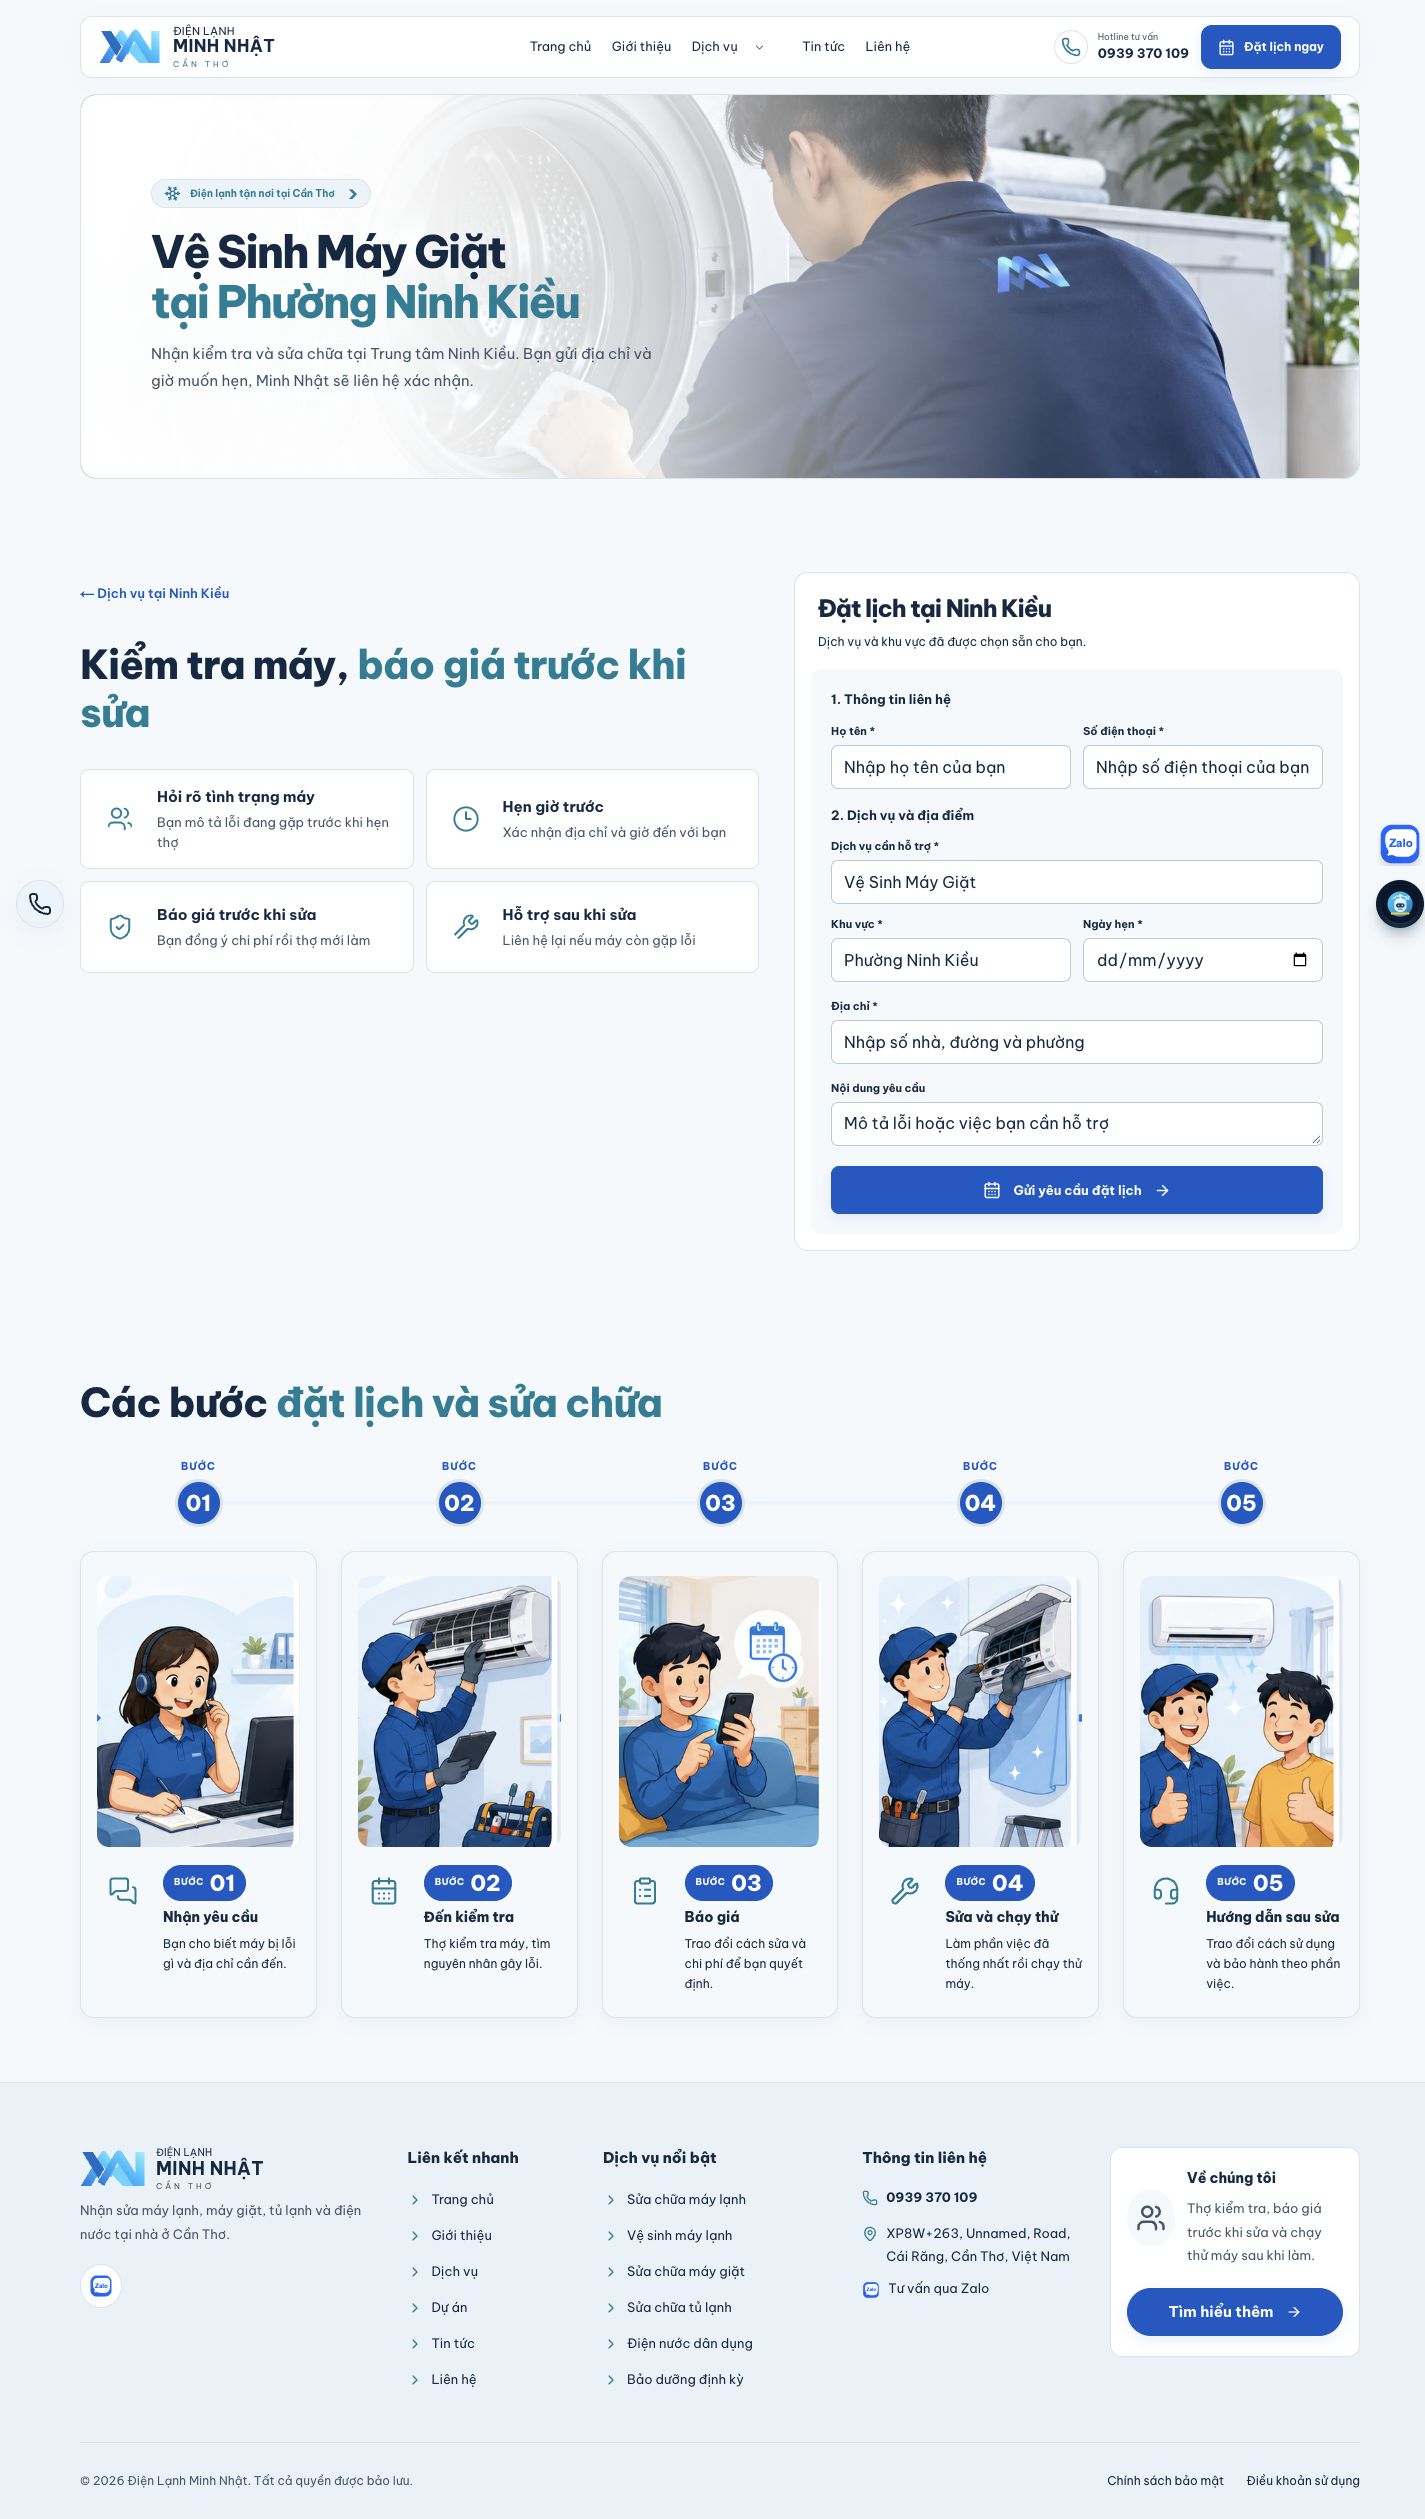 ĐIỆN LẠNH
MINH NHẬT
CẦN THƠ
Trang chủ
Giới thiệu
Dịch vụ
Tin tức
Liên hệ
Hotline tư vấn
0939 370 109
Đặt lịch ngay
Điện lạnh tận nơi tại Cần Thơ
Vệ Sinh Máy Giặt
tại Phường Ninh Kiều
Nhận kiểm tra và sửa chữa tại Trung tâm Ninh Kiều. Bạn gửi địa chỉ và
giờ muốn hẹn, Minh Nhật sẽ liên hệ xác nhận.
← Dịch vụ tại Ninh Kiều
Kiểm tra máy, báo giá trước khi
sửa
Hỏi rõ tình trạng máy
Bạn mô tả lỗi đang gặp trước khi hẹn
thợ
Hẹn giờ trước
Xác nhận địa chỉ và giờ đến với bạn
Báo giá trước khi sửa
Bạn đồng ý chi phí rồi thợ mới làm
Hỗ trợ sau khi sửa
Liên hệ lại nếu máy còn gặp lỗi
Đặt lịch tại Ninh Kiều
Dịch vụ và khu vực đã được chọn sẵn cho bạn.
1. Thông tin liên hệ
Họ tên *
Số điện thoại *
Nhập họ tên của bạn
Nhập số điện thoại của bạn
2. Dịch vụ và địa điểm
Dịch vụ cần hỗ trợ *
Vệ Sinh Máy Giặt
Khu vực *
Ngày hẹn *
Phường Ninh Kiều
dd/mm/yyyy
Địa chỉ *
Nhập số nhà, đường và phường
Nội dung yêu cầu
Mô tả lỗi hoặc việc bạn cần hỗ trợ
Gửi yêu cầu đặt lịch
Zalo
Các bước đặt lịch và sửa chữa
BƯỚC
01
BƯỚC
02
BƯỚC
03
BƯỚC
04
BƯỚC
05
BƯỚC 01
Nhận yêu cầu
Bạn cho biết máy bị lỗi
gì và địa chỉ cần đến.
BƯỚC 02
Đến kiểm tra
Thợ kiểm tra máy, tìm
nguyên nhân gây lỗi.
BƯỚC 03
Báo giá
Trao đổi cách sửa và
chi phí để bạn quyết
định.
BƯỚC 04
Sửa và chạy thử
Làm phần việc đã
thống nhất rồi chạy thử
máy.
BƯỚC 05
Hướng dẫn sau sửa
Trao đổi cách sử dụng
và bảo hành theo phần
việc.
ĐIỆN LẠNH
MINH NHẬT
CẦN THƠ
Nhận sửa máy lạnh, máy giặt, tủ lạnh và điện
nước tại nhà ở Cần Thơ.
Zalo
Liên kết nhanh
Trang chủ
Giới thiệu
Dịch vụ
Dự án
Tin tức
Liên hệ
Dịch vụ nổi bật
Sửa chữa máy lạnh
Vệ sinh máy lạnh
Sửa chữa máy giặt
Sửa chữa tủ lạnh
Điện nước dân dụng
Bảo dưỡng định kỳ
Thông tin liên hệ
0939 370 109
XP8W+263, Unnamed, Road,
Cái Răng, Cần Thơ, Việt Nam
Zalo
Tư vấn qua Zalo
Về chúng tôi
Thợ kiểm tra, báo giá
trước khi sửa và chạy
thử máy sau khi làm.
Tìm hiểu thêm
© 2026 Điện Lạnh Minh Nhật. Tất cả quyền được bảo lưu.
Chính sách bảo mật
Điều khoản sử dụng